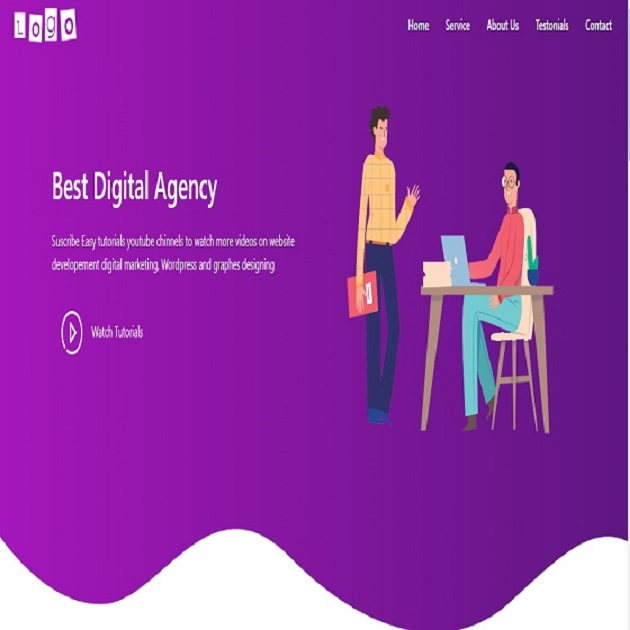 Logo
Home Service About Us Testonials Contact
Best Digital Agency
Suscribe Easy tutorials youtube chinnels to watch more videos on website
developement digital marketing, Wordpress and graphes designing
Watch Tutorials